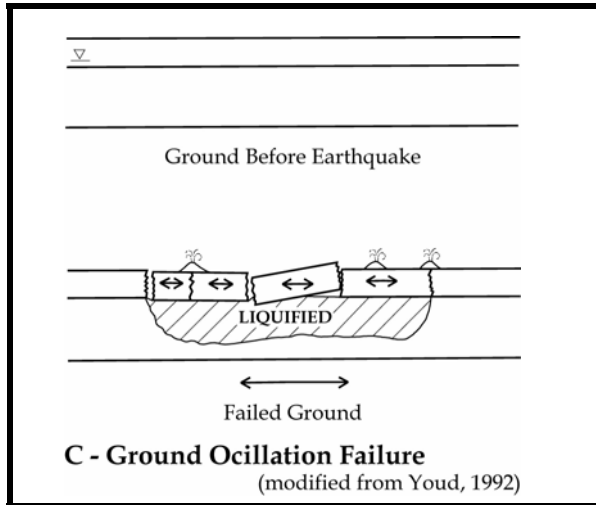 Ground Before Earthquake
LIQUIFIED
Failed Ground
C - Ground Ocillation Failure
(modified from Youd, 1992)